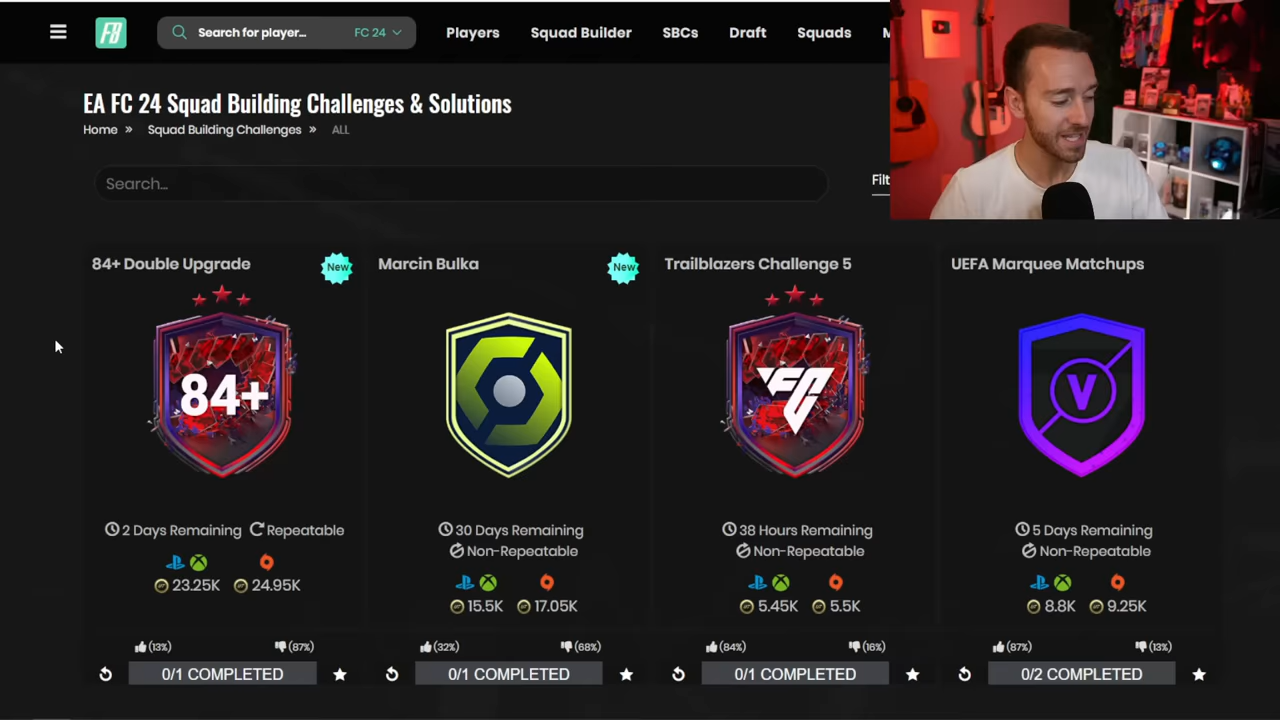 FB
Search for player...
FC 24
Players
Squad Builder
SBCs
Draft
Squads
EA FC 24 Squad Building Challenges & Solutions
Home » Squad Building Challenges » ALL
Search...
84+ Double Upgrade
New
84+
2 Days Remaining
Repeatable
23.25K
24.95K
(13%)
(87%)
0/1 COMPLETED
Marcin Bulka
New
30 Days Remaining
Non-Repeatable
15.5K
17.05K
(32%)
(68%)
0/1 COMPLETED
Trailblazers Challenge 5
FC
38 Hours Remaining
Non-Repeatable
5.45K
5.5K
(84%)
(16%)
0/1 COMPLETED
UEFA Marquee Matchups
V
5 Days Remaining
Non-Repeatable
8.8K
9.25K
(87%)
(13%)
0/2 COMPLETED